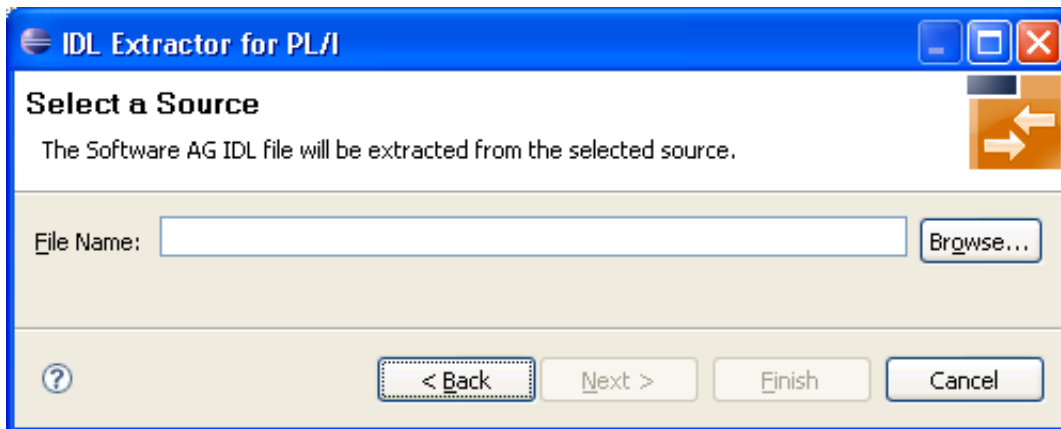 IDL Extractor for PL/I
Select a Source
The Software AG IDL file will be extracted from the selected source.
File Name: Browse...
? < Back Next > Finish Cancel